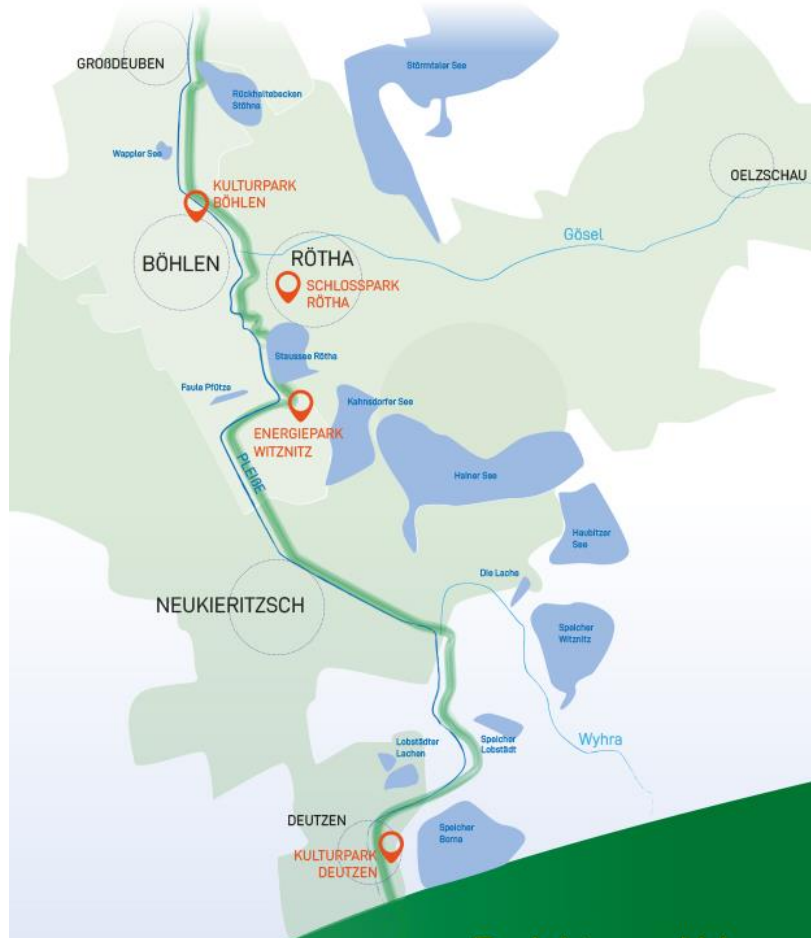 GROßDEUBEN
Störmtaler See
Rückhaltebecken
Stöhna
Wappler See
OELZSCHAU
KULTURPARK
BÖHLEN
Gösel
BÖHLEN
RÖTHA
SCHLOSSPARK
RÖTHA
Stausee Rötha
Faule Pfütze
Kahnsdorfer See
ENERGIEPARK
WITZNITZ
PLEIßE
Hainer See
Haubitzer
See
Die Lache
NEUKIERITZSCH
Speicher
Witznitz
Lobstädter
Lachen
Speicher
Lobstädt
Wyhra
DEUTZEN
Speicher
Borna
KULTURPARK
DEUTZEN